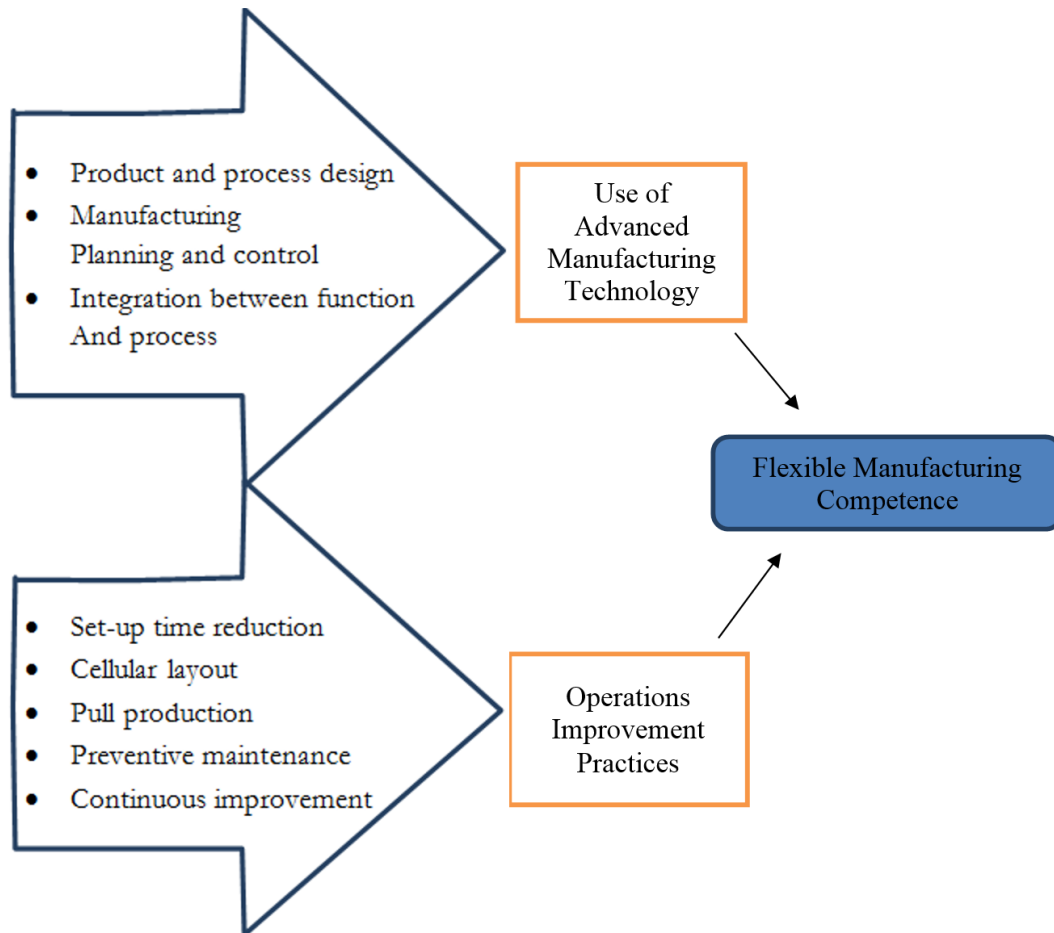 • Product and process design
• Manufacturing
Planning and control
• Integration between function
And process
Use of
Advanced
Manufacturing
Technology
Flexible Manufacturing
Competence
• Set-up time reduction
• Cellular layout
• Pull production
• Preventive maintenance
• Continuous improvement
Operations
Improvement
Practices